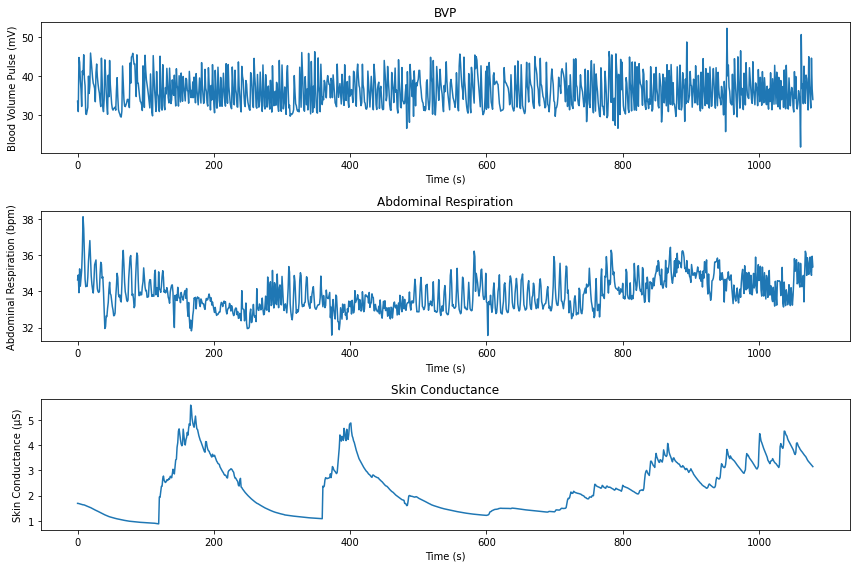 BVP
Blood Volume Pulse (mV)
50
40
30
0 200 400 600 800 1000
Time (s)
Abdominal Respiration
Abdominal Respiration (bpm)
38
36
34
32
0 200 400 600 800 1000
Time (s)
Skin Conductance
Skin Conductance (µS)
5
4
3
2
1
0 200 400 600 800 1000
Time (s)